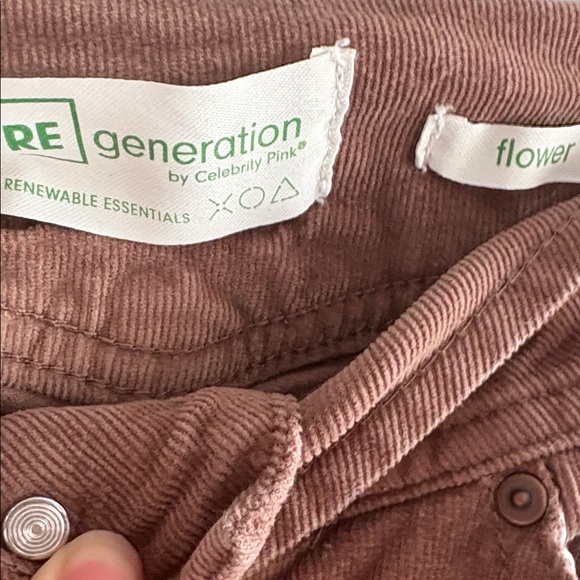 RE generation
by Celebrity Pink®
RENEWABLE ESSENTIALS
flower